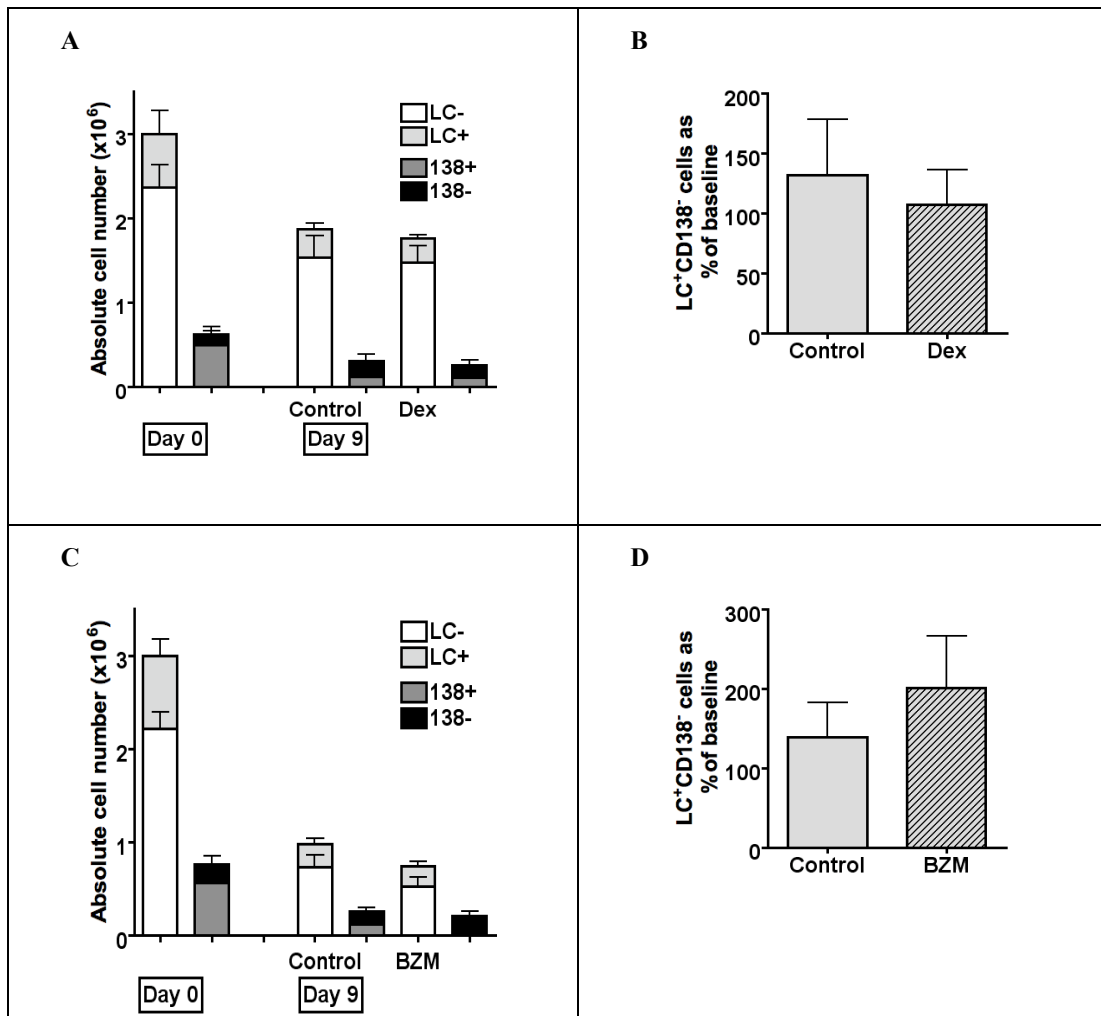 A
Absolute cell number (x10⁶)
3
2
1
0
LC-
LC+
138+
138-
Control
Dex
Day 0
Day 9
B
LC⁺CD138⁻ cells as
% of baseline
200
150
100
50
0
Control
Dex
C
Absolute cell number (x10⁶)
3
2
1
0
LC-
LC+
138+
138-
Control
BZM
Day 0
Day 9
D
LC⁺CD138⁻ cells as
% of baseline
300
200
100
0
Control
BZM